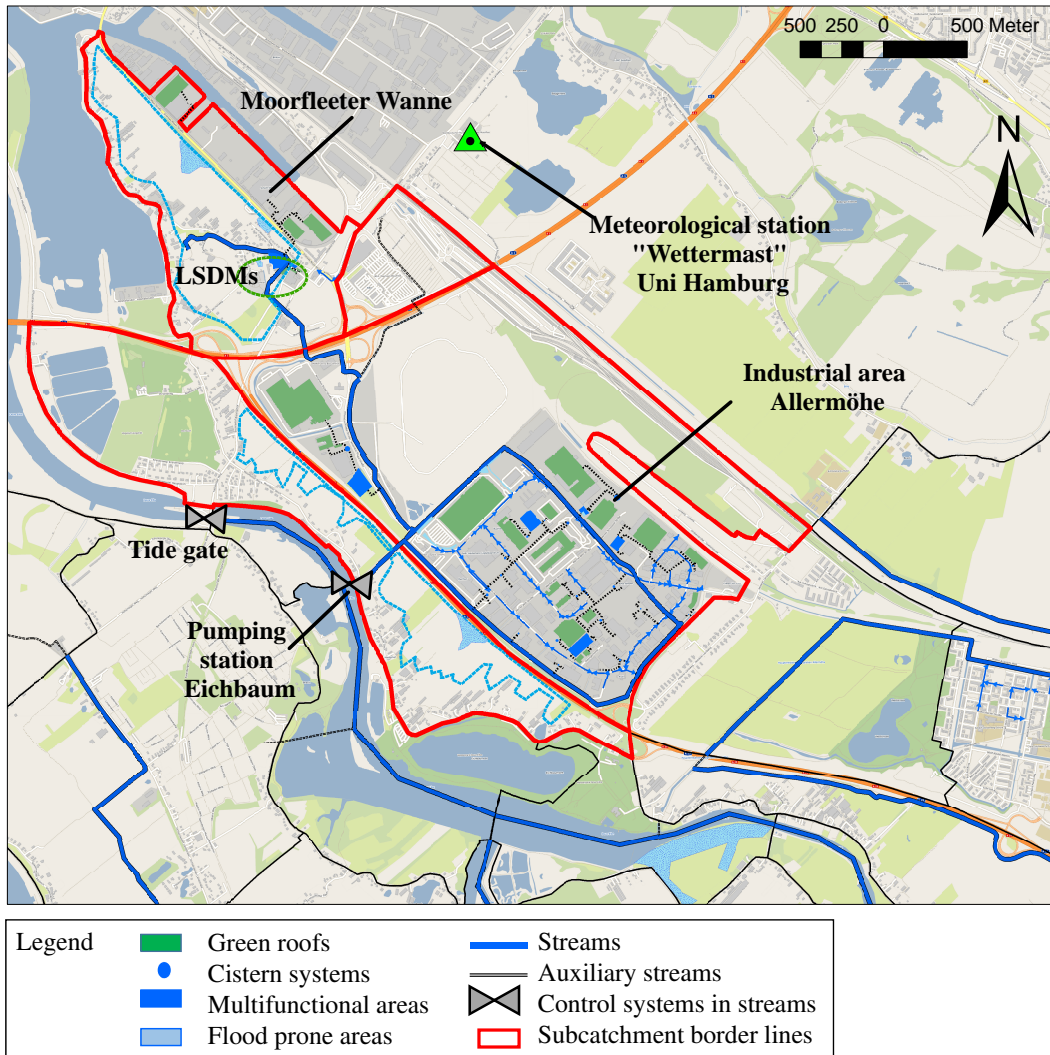 500 250 0 500 Meter
Moorfleeter Wanne
N
Meteorological station
"Wettermast"
Uni Hamburg
LSDMs
Industrial area
Allermöhe
Tide gate
Pumping
station
Eichbaum
Legend
Green roofs
Cistern systems
Multifunctional areas
Flood prone areas
Streams
Auxiliary streams
Control systems in streams
Subcatchment border lines